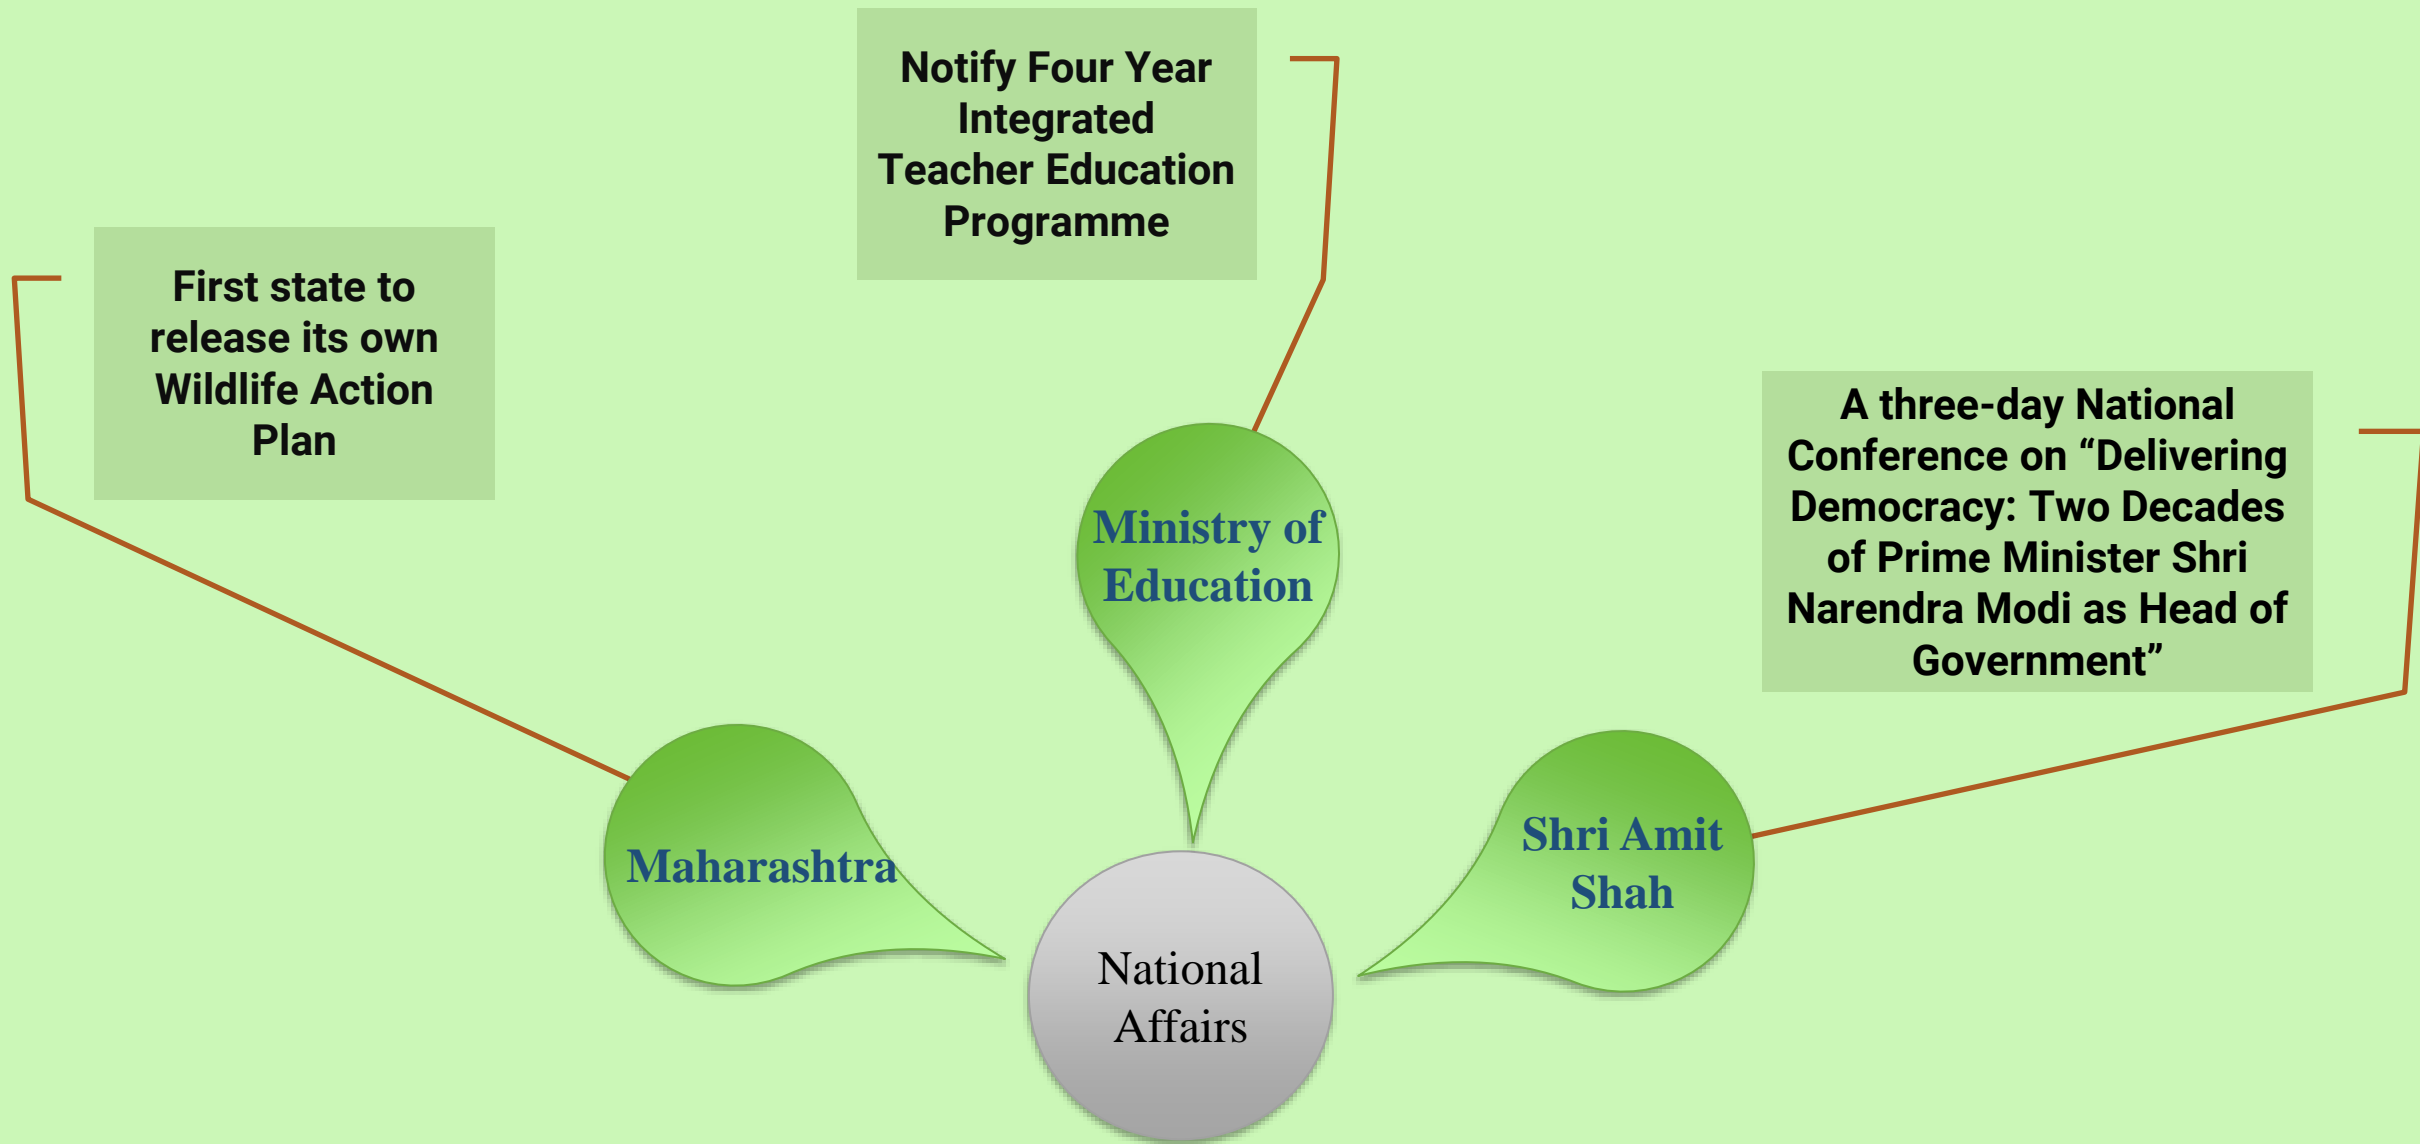 Notify Four Year
Integrated
Teacher Education
Programme
First state to
release its own
Wildlife Action
Plan
A three-day National
Conference on “Delivering
Democracy: Two Decades
of Prime Minister Shri
Narendra Modi as Head of
Government”
Ministry of
Education
Maharashtra
Shri Amit
Shah
National
Affairs